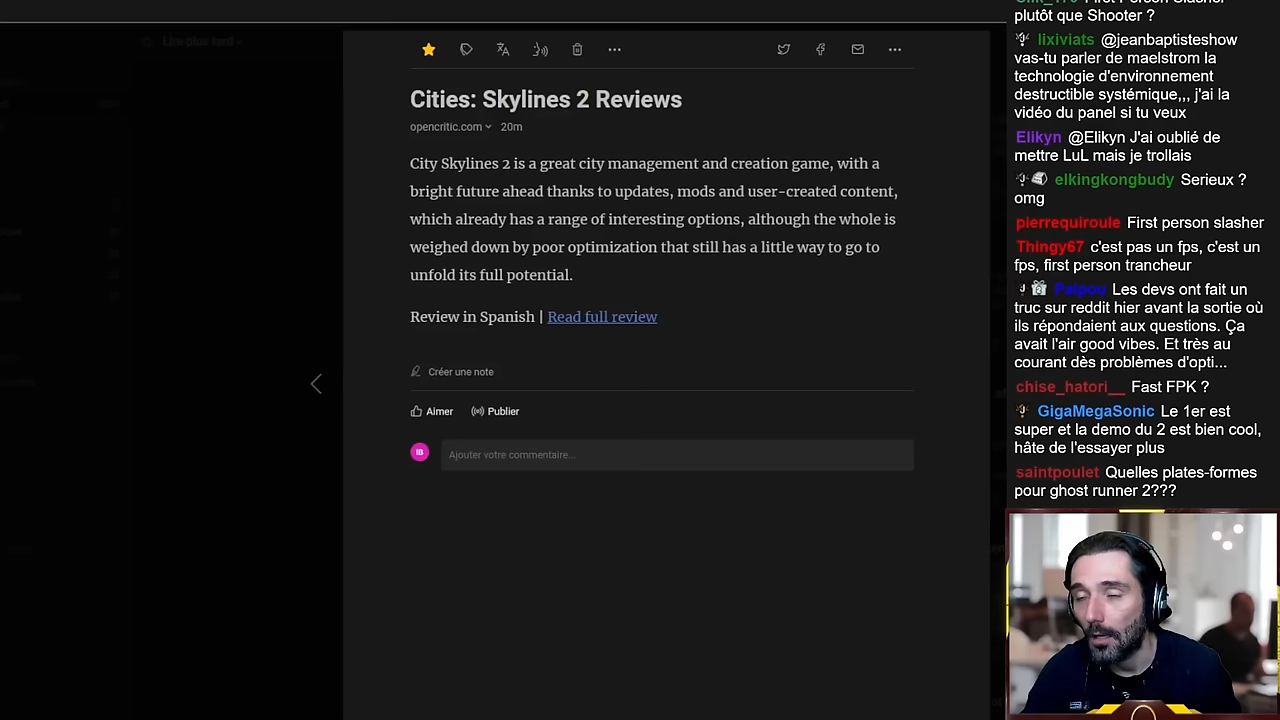 Lire plus tard
Cities: Skylines 2 Reviews
opencritic.com 20m
City Skylines 2 is a great city management and creation game, with a
bright future ahead thanks to updates, mods and user-created content,
which already has a range of interesting options, although the whole is
weighed down by poor optimization that still has a little way to go to
unfold its full potential.
Review in Spanish | Read full review
Créer une note
Aimer Publier
IB
Ajouter votre commentaire...
plutôt que Shooter ?
lixiviats @jeanbaptisteshow
vas-tu parler de maelstrom la
technologie d'environnement
destructible systémique,,, j'ai la
vidéo du panel si tu veux
Elikyn @Elikyn J'ai oublié de
mettre LuL mais je trollais
elkingkongbudy Serieux ?
omg
pierrequiroule First person slasher
Thingy67 c'est pas un fps, c'est un
fps, first person trancheur
Palpou Les devs ont fait un
truc sur reddit hier avant la sortie où
ils répondaient aux questions. Ça
avait l'air good vibes. Et très au
courant dès problèmes d'opti...
chise_hatori__ Fast FPK ?
GigaMegaSonic Le 1er est
super et la demo du 2 est bien cool,
hâte de l'essayer plus
saintpoulet Quelles plates-formes
pour ghost runner 2???